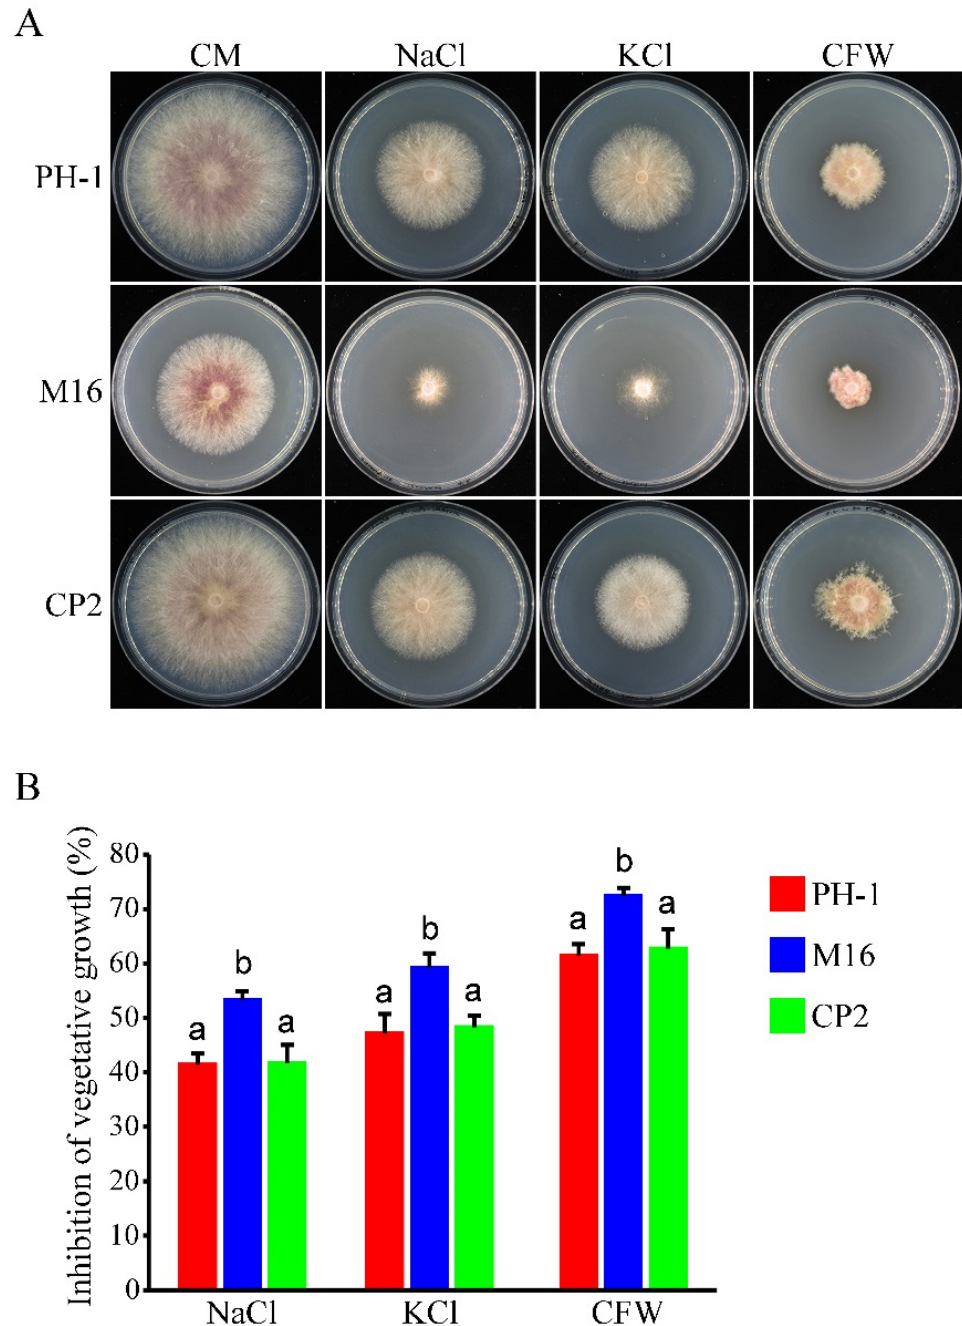 A
CM NaCl KCl CFW
PH-1
M16
CP2
B
Inhibition of vegetative growth (%)
80
70
60
50
40
30
20
10
0
a b a
a b a
a b a
NaCl KCl CFW
PH-1
M16
CP2